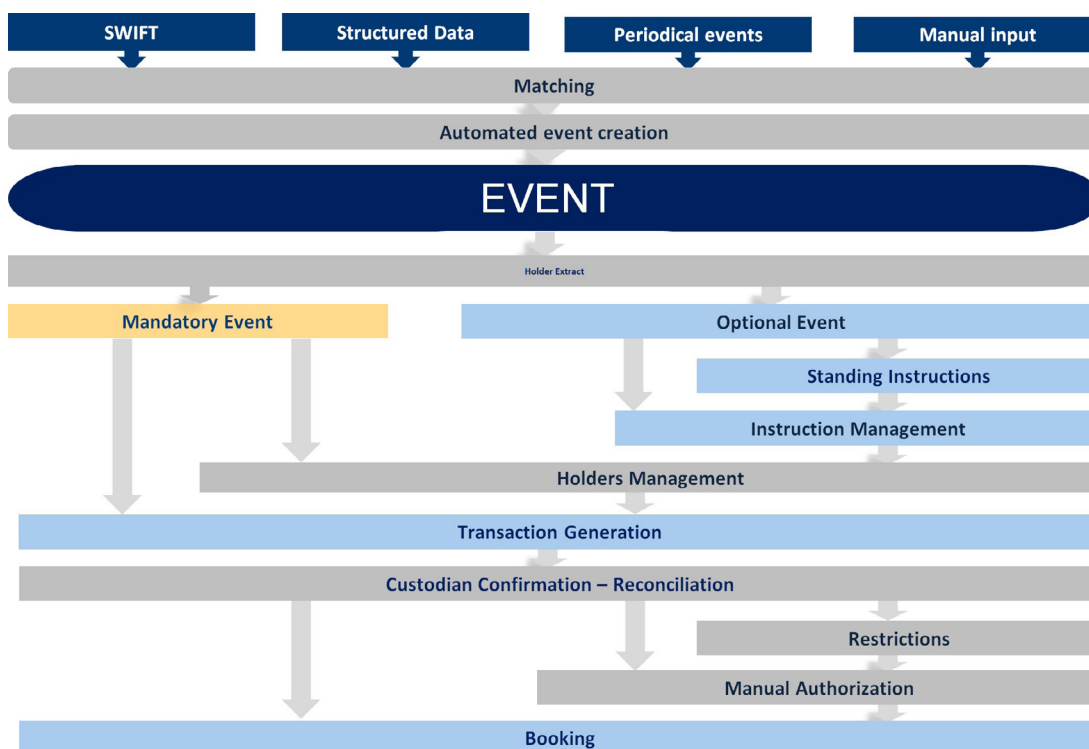 SWIFT
Structured Data
Periodical events
Manual input
Matching
Automated event creation
EVENT
Holder Extract
Mandatory Event
Optional Event
Standing Instructions
Instruction Management
Holders Management
Transaction Generation
Custodian Confirmation – Reconciliation
Restrictions
Manual Authorization
Booking